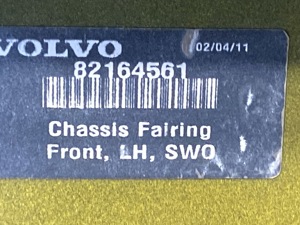 VOLVO 02/04/11
82164561
Chassis Fairing
Front, LH, SWO